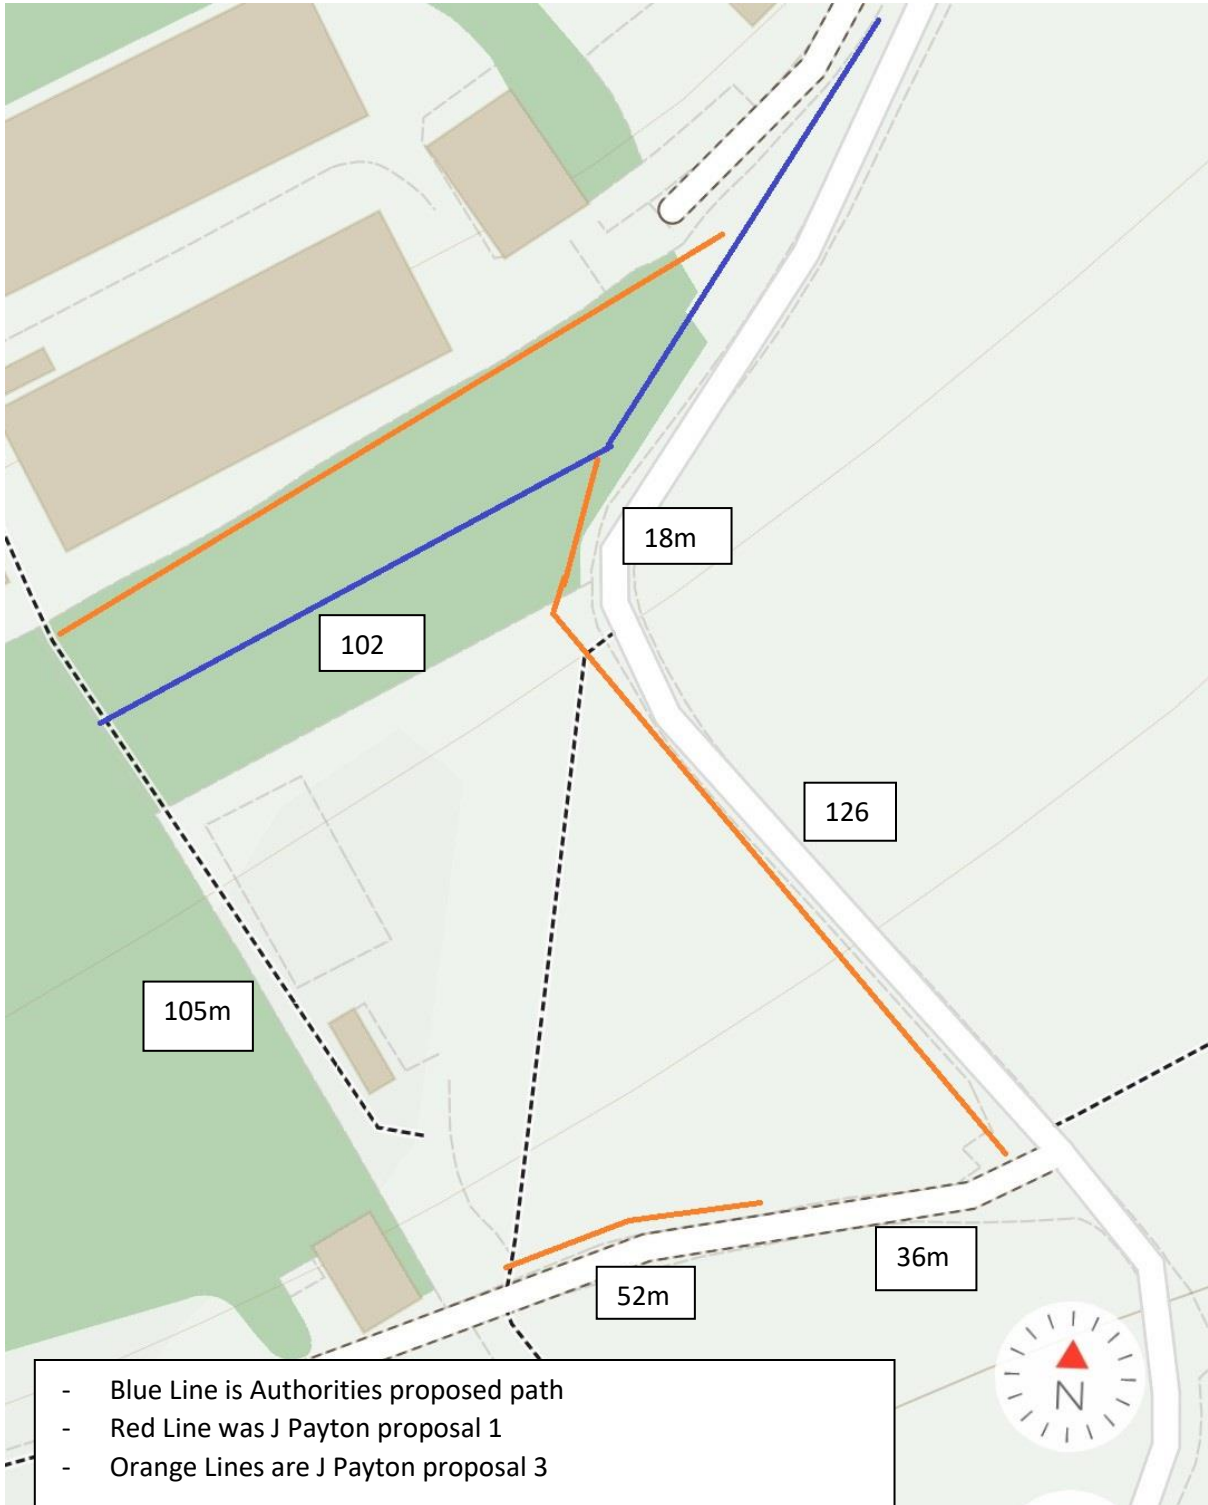 18m
102
126
105m
36m
52m
N
- Blue Line is Authorities proposed path
- Red Line was J Payton proposal 1
- Orange Lines are J Payton proposal 3